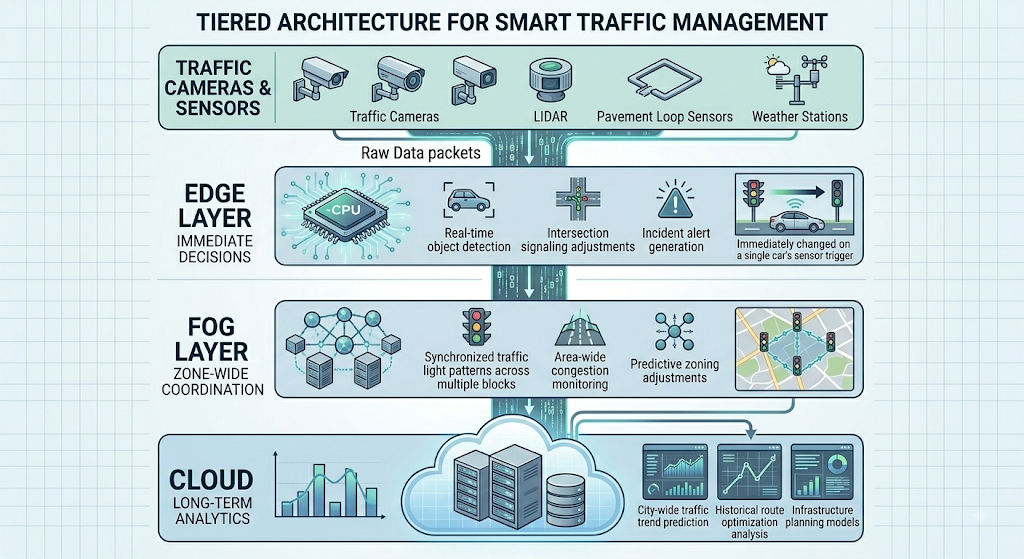 TIERED ARCHITECTURE FOR SMART TRAFFIC MANAGEMENT
TRAFFIC
CAMERAS &
SENSORS
Traffic Cameras
LIDAR
Pavement Loop Sensors
Weather Stations
Raw Data packets
EDGE
LAYER
IMMEDIATE
DECISIONS
-CPU
Real-time
object detection
Intersection
signaling adjustments
Incident alert
generation
Immediately changed on
a single car's sensor trigger
FOG
LAYER
ZONE-WIDE
COORDINATION
Synchronized traffic
light patterns across
multiple blocks
Area-wide
congestion
monitoring
Predictive zoning
adjustments
CLOUD
LONG-TERM
ANALYTICS
City-wide traffic
trend prediction
Historical route
optimization
analysis
Infrastructure
planning models